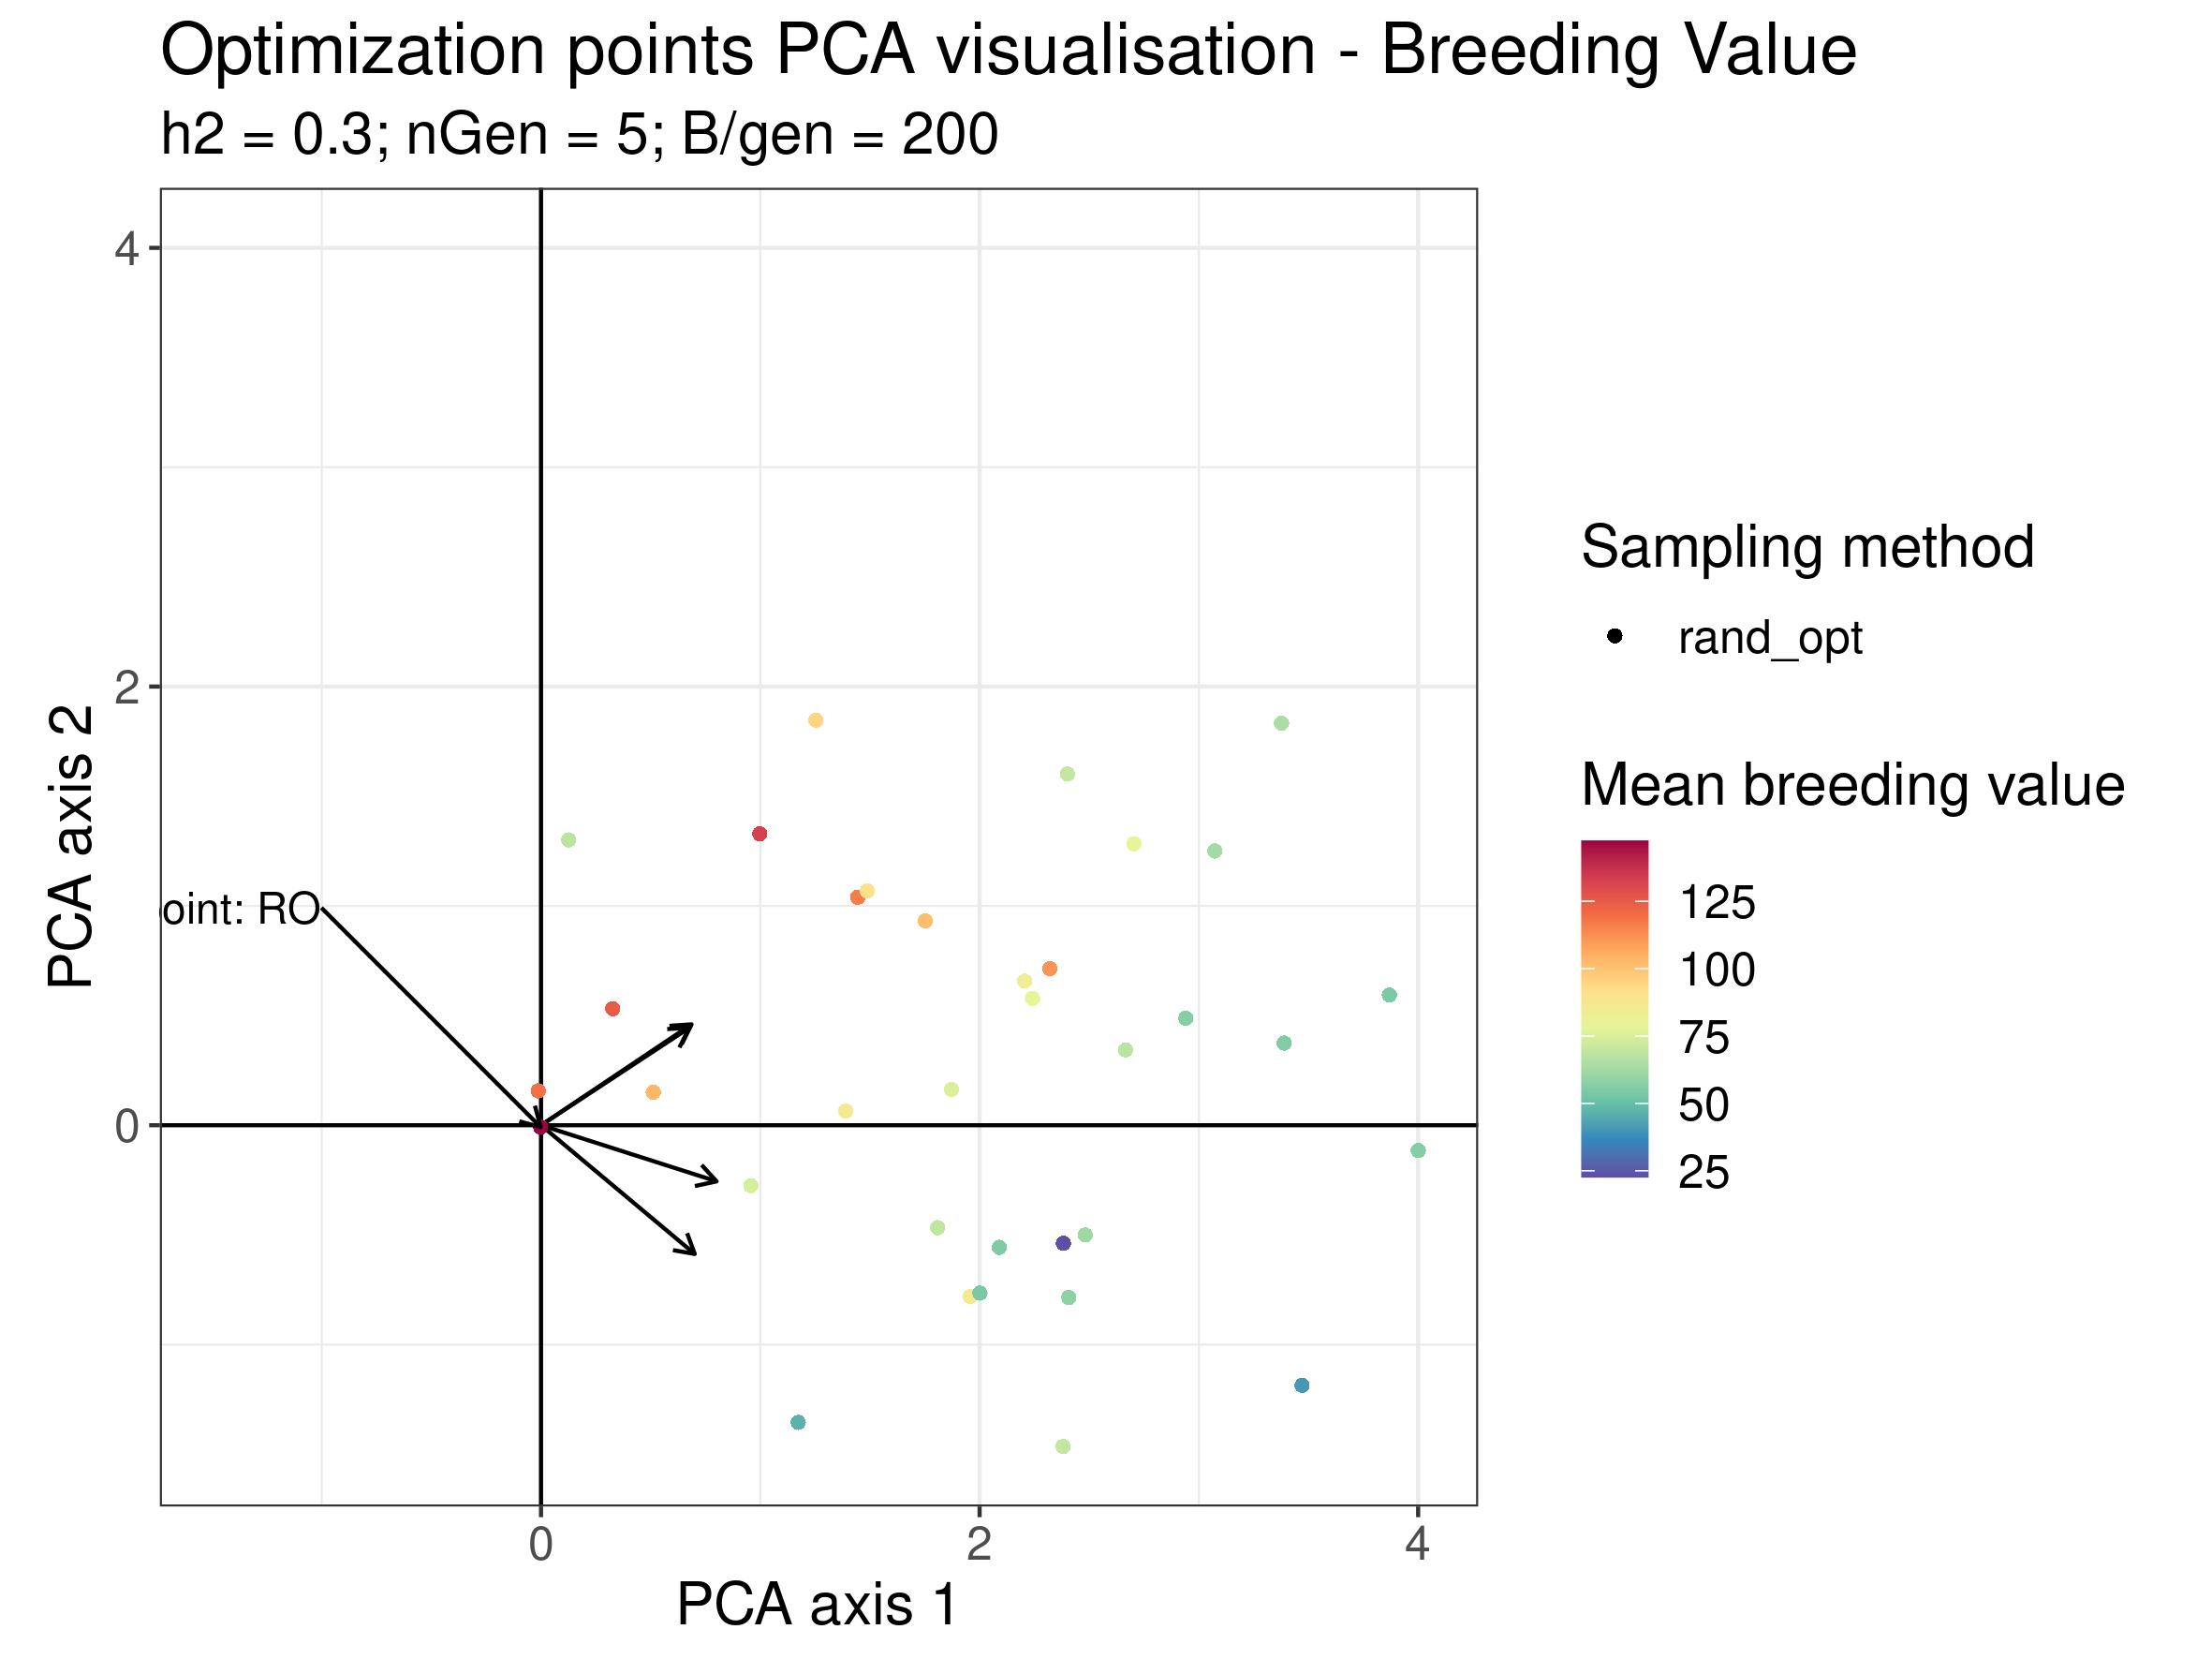 Optimization points PCA visualisation - Breeding Value
h2 = 0.3; nGen = 5; B/gen = 200
4
2
0
PCA axis 2
oint: RO
0
2
4
PCA axis 1
Sampling method
rand_opt
Mean breeding value
125
100
75
50
25